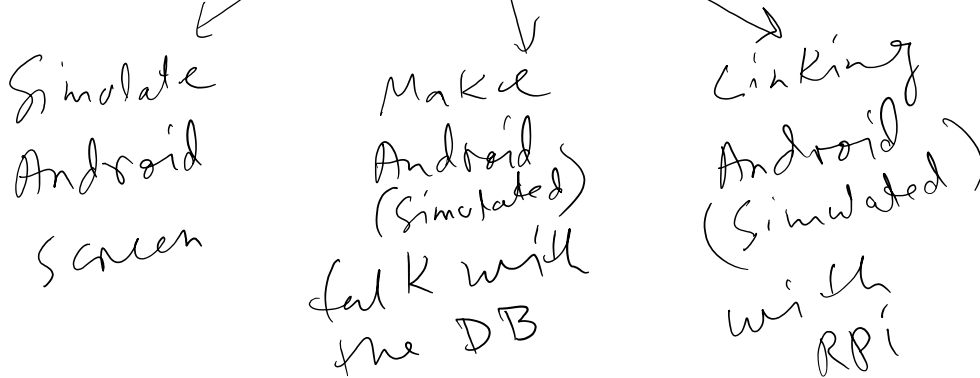 Simulate
Android
screen
Make
Android
(Simulated)
talk with
the DB
Linking
Android
(Simulated)
with
RPi